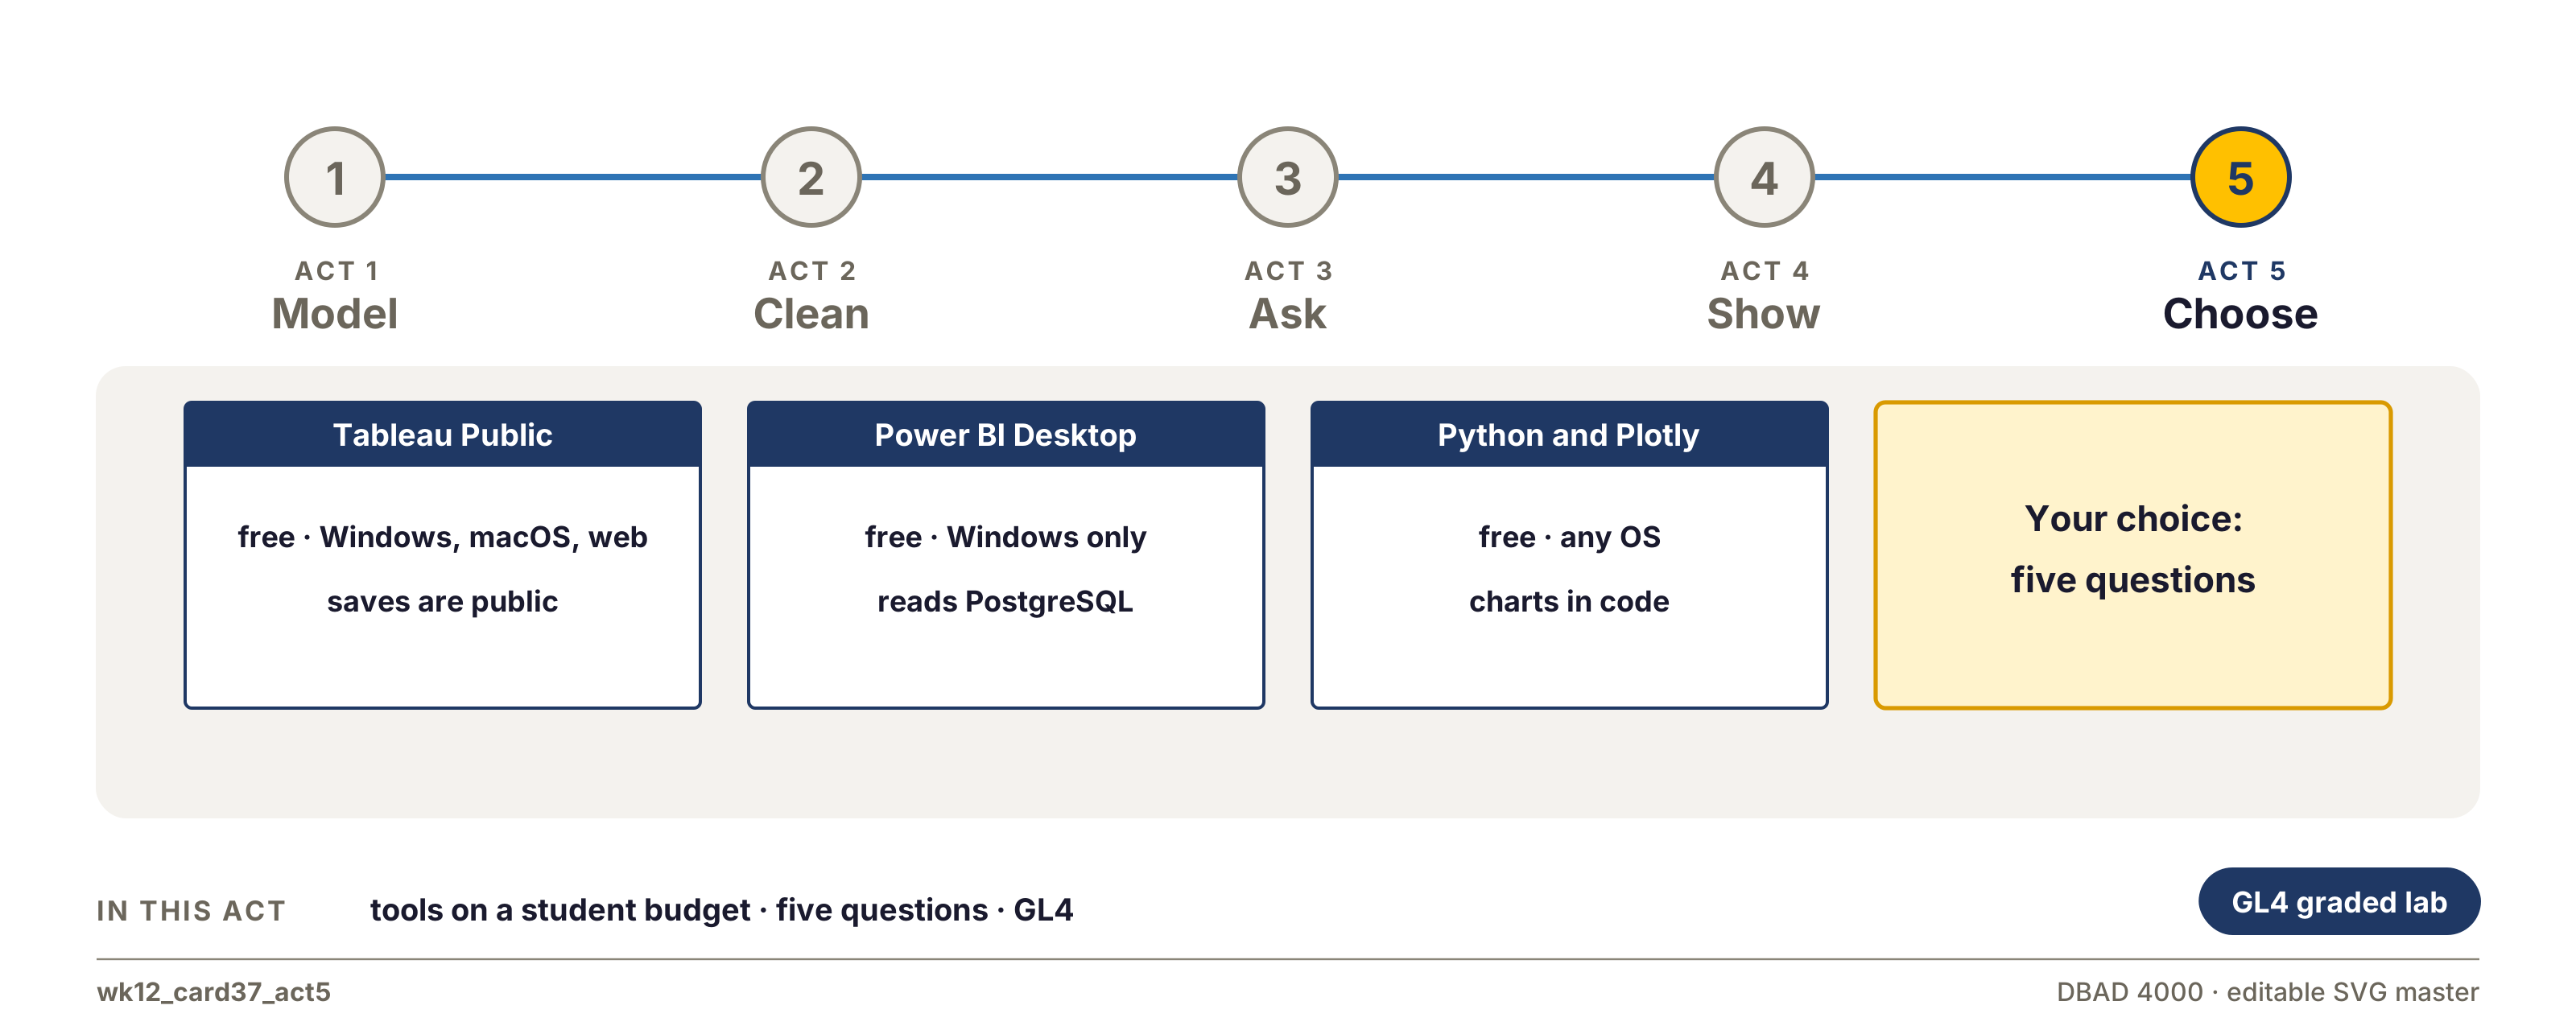 1
2
3
4
5
ACT 1
Model
ACT 2
Clean
ACT 3
Ask
ACT 4
Show
ACT 5
Choose
Tableau Public
free · Windows, macOS, web
saves are public
Power BI Desktop
free · Windows only
reads PostgreSQL
Python and Plotly
free · any OS
charts in code
Your choice:
five questions
IN THIS ACT
tools on a student budget · five questions · GL4
GL4 graded lab
wk12_card37_act5
DBAD 4000 · editable SVG master